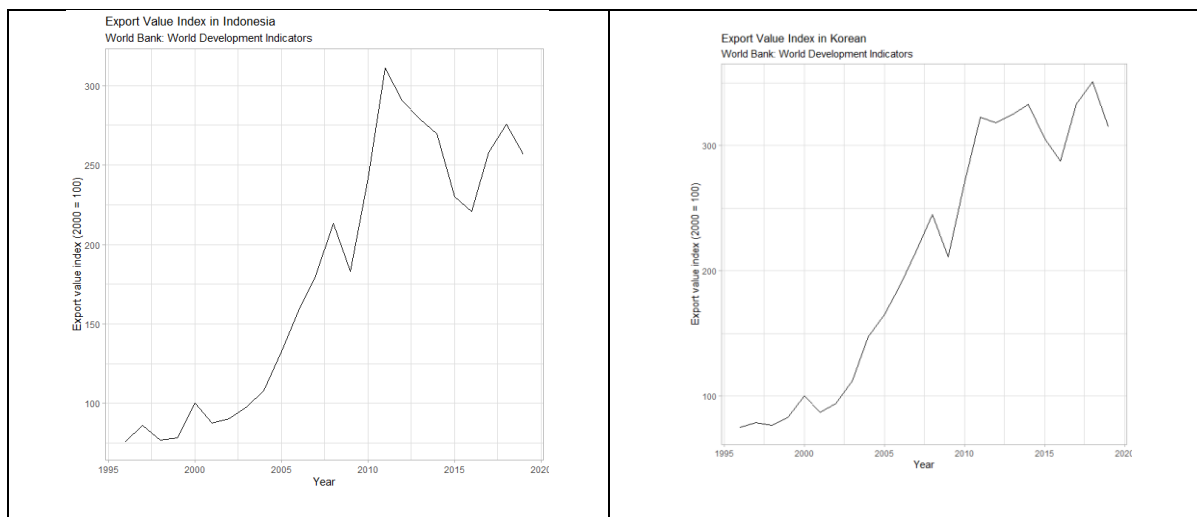 Export Value Index in Indonesia
World Bank: World Development Indicators
Export value index (2000 = 100)
300
250
200
150
100
1995
2000
2005
2010
2015
2020
Year
Export Value Index in Korean
World Bank: World Development Indicators
Export value index (2000 = 100)
300
200
100
1995
2000
2005
2010
2015
2020
Year